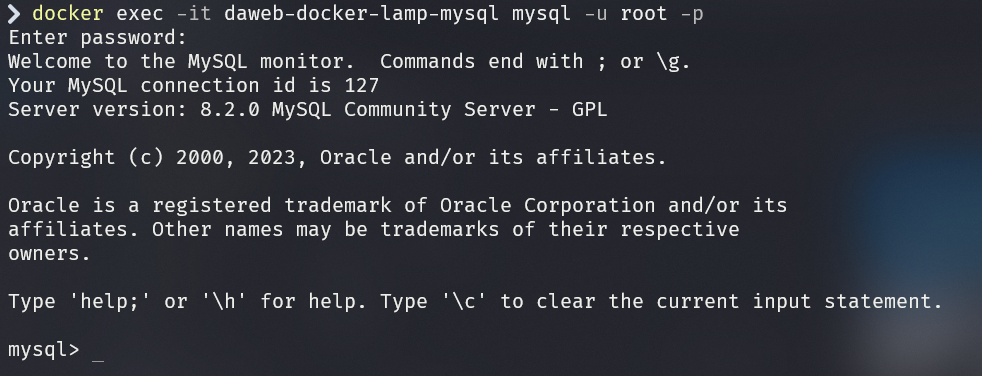 ❯ docker exec -it daweb-docker-lamp-mysql mysql -u root -p
Enter password:
Welcome to the MySQL monitor.  Commands end with ; or \g.
Your MySQL connection id is 127
Server version: 8.2.0 MySQL Community Server - GPL
Copyright (c) 2000, 2023, Oracle and/or its affiliates.
Oracle is a registered trademark of Oracle Corporation and/or its
affiliates. Other names may be trademarks of their respective
owners.
Type 'help;' or '\h' for help. Type '\c' to clear the current input statement.
mysql> _